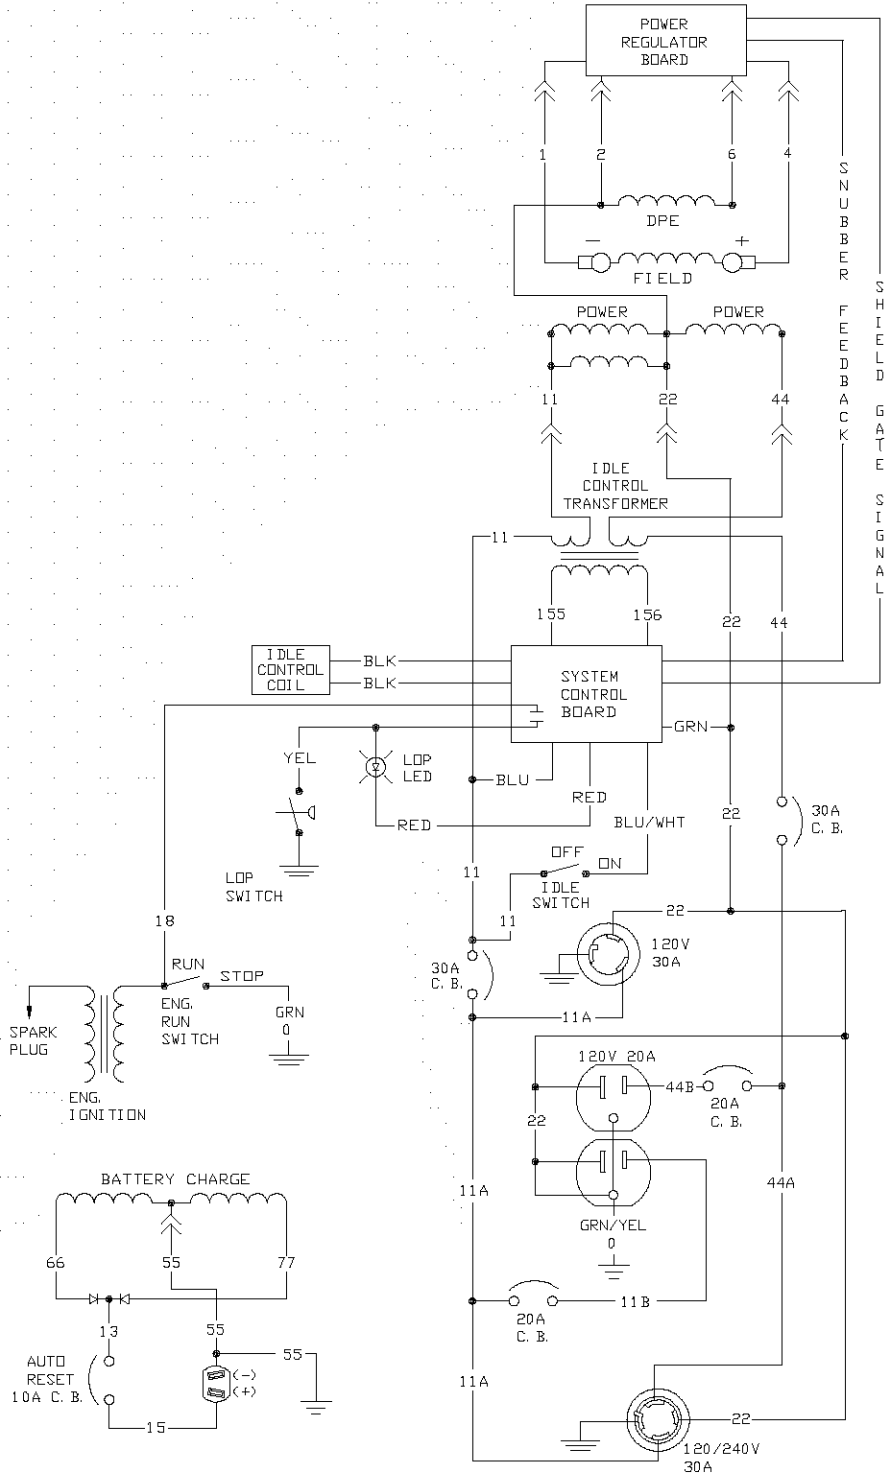 POWER
REGULATOR
BOARD
1
2
6
4
DPE
-
+
FIELD
SNUBBER FEEDBACK
SHIELD GATE SIGNAL
POWER
POWER
11
22
44
IDLE
CONTROL
TRANSFORMER
11
155
156
22
44
IDLE
CONTROL
COIL
BLK
BLK
SYSTEM
CONTROL
BOARD
GRN
YEL
LOP
LED
BLU
RED
RED
BLU/WHT
22
30A
C. B.
LOP
SWITCH
OFF
ON
IDLE
SWITCH
11
11
18
22
120V
30A
30A
C. B.
RUN
STOP
ENG.
RUN
SWITCH
GRN
0
SPARK
PLUG
11A
120V 20A
44B
20A
C. B.
ENG.
IGNITION
22
BATTERY CHARGE
11A
44A
GRN/YEL
0
66
55
77
11B
20A
C. B.
13
55
55
AUTO
RESET
10A C. B.
(-)
(+)
15
11A
22
120/240V
30A